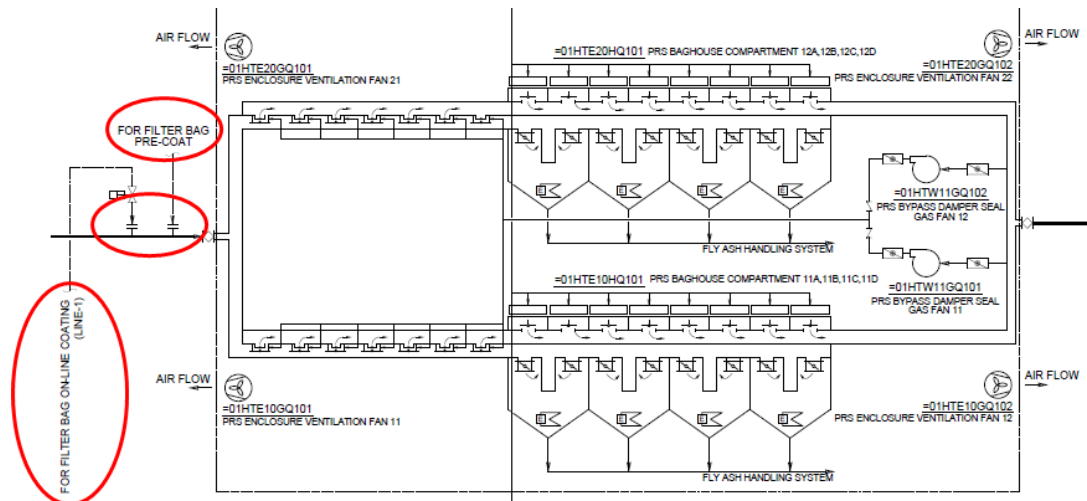 AIR FLOW
=01HTE20GQ101
PRS ENCLOSURE VENTILATION FAN 21
=01HTE20HQ101 PRS BAGHOUSE COMPARTMENT 12A,12B,12C,12D
AIR FLOW
=01HTE20GQ102
PRS ENCLOSURE VENTILATION FAN 22
FOR FILTER BAG
PRE-COAT
E
E
E
E
=01HTW11GQ102
PRS BYPASS DAMPER SEAL
GAS FAN 12
FLY ASH HANDLING SYSTEM
=01HTE10HQ101 PRS BAGHOUSE COMPARTMENT 11A,11B,11C,11D
=01HTW11GQ101
PRS BYPASS DAMPER SEAL
GAS FAN 11
FOR FILTER BAG ON-LINE COATING
(LINE-1)
AIR FLOW
=01HTE10GQ101
PRS ENCLOSURE VENTILATION FAN 11
AIR FLOW
=01HTE10GQ102
PRS ENCLOSURE VENTILATION FAN 12
E
E
E
E
FLY ASH HANDLING SYSTEM